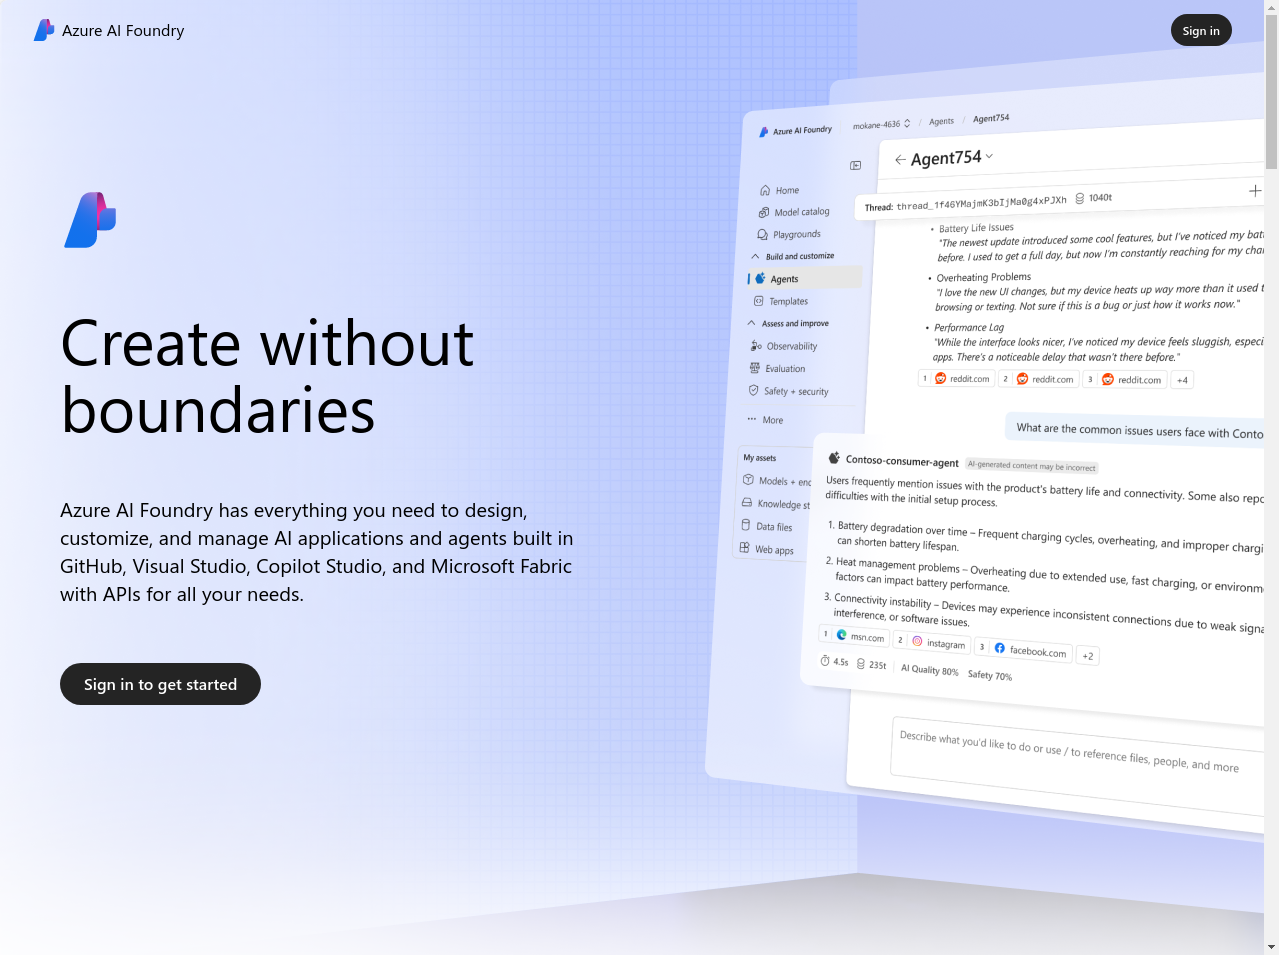 Azure AI Foundry
Sign in
Create without
boundaries
Azure AI Foundry has everything you need to design,
customize, and manage AI applications and agents built in
GitHub, Visual Studio, Copilot Studio, and Microsoft Fabric
with APIs for all your needs.
Sign in to get started
Azure AI Foundry
mokane-4636 / Agents / Agent754
Home
Model catalog
Playgrounds
Build and customize
Agents
Templates
Assess and improve
Observability
Evaluation
Safety + security
More
My assets
Models + end
Knowledge st
Data files
Web apps
Agent754
Thread: thread_1f46YMajmK3bIjMa0g4xPJXh 1040t
• Battery Life Issues
"The newest update introduced some cool features, but I've noticed my batt
before. I used to get a full day, but now I'm constantly reaching for my cha
• Overheating Problems
"I love the new UI changes, but my device heats up way more than it used t
browsing or texting. Not sure if this is a bug or just how it works now."
• Performance Lag
"While the interface looks nicer, I've noticed my device feels sluggish, especi
apps. There's a noticeable delay that wasn't there before."
1 reddit.com 2 reddit.com 3 reddit.com +4
What are the common issues users face with Conto
Contoso-consumer-agent AI-generated content may be incorrect
Users frequently mention issues with the product's battery life and connectivity. Some also repo
difficulties with the initial setup process.
1. Battery degradation over time – Frequent charging cycles, overheating, and improper chargi
can shorten battery lifespan.
2. Heat management problems – Overheating due to extended use, fast charging, or environm
factors can impact battery performance.
3. Connectivity instability – Devices may experience inconsistent connections due to weak signa
interference, or software issues.
1 msn.com 2 instagram 3 facebook.com +2
4.5s 235t AI Quality 80% Safety 70%
Describe what you'd like to do or use / to reference files, people, and more